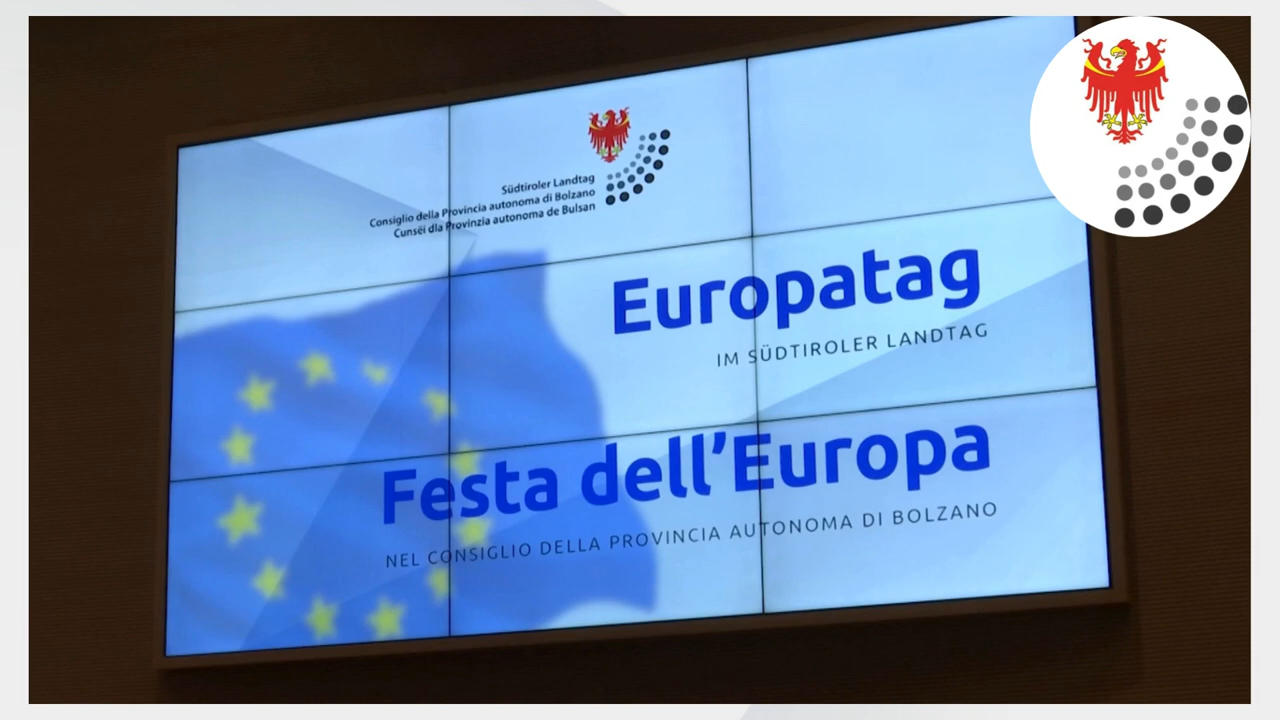 Südtiroler Landtag
Consiglio della Provincia autonoma di Bolzano
Cunsëi dla Provinzia autonoma de Bulsan
Europatag
IM SÜDTIROLER LANDTAG
Festa dell'Europa
NEL CONSIGLIO DELLA PROVINCIA AUTONOMA DI BOLZANO